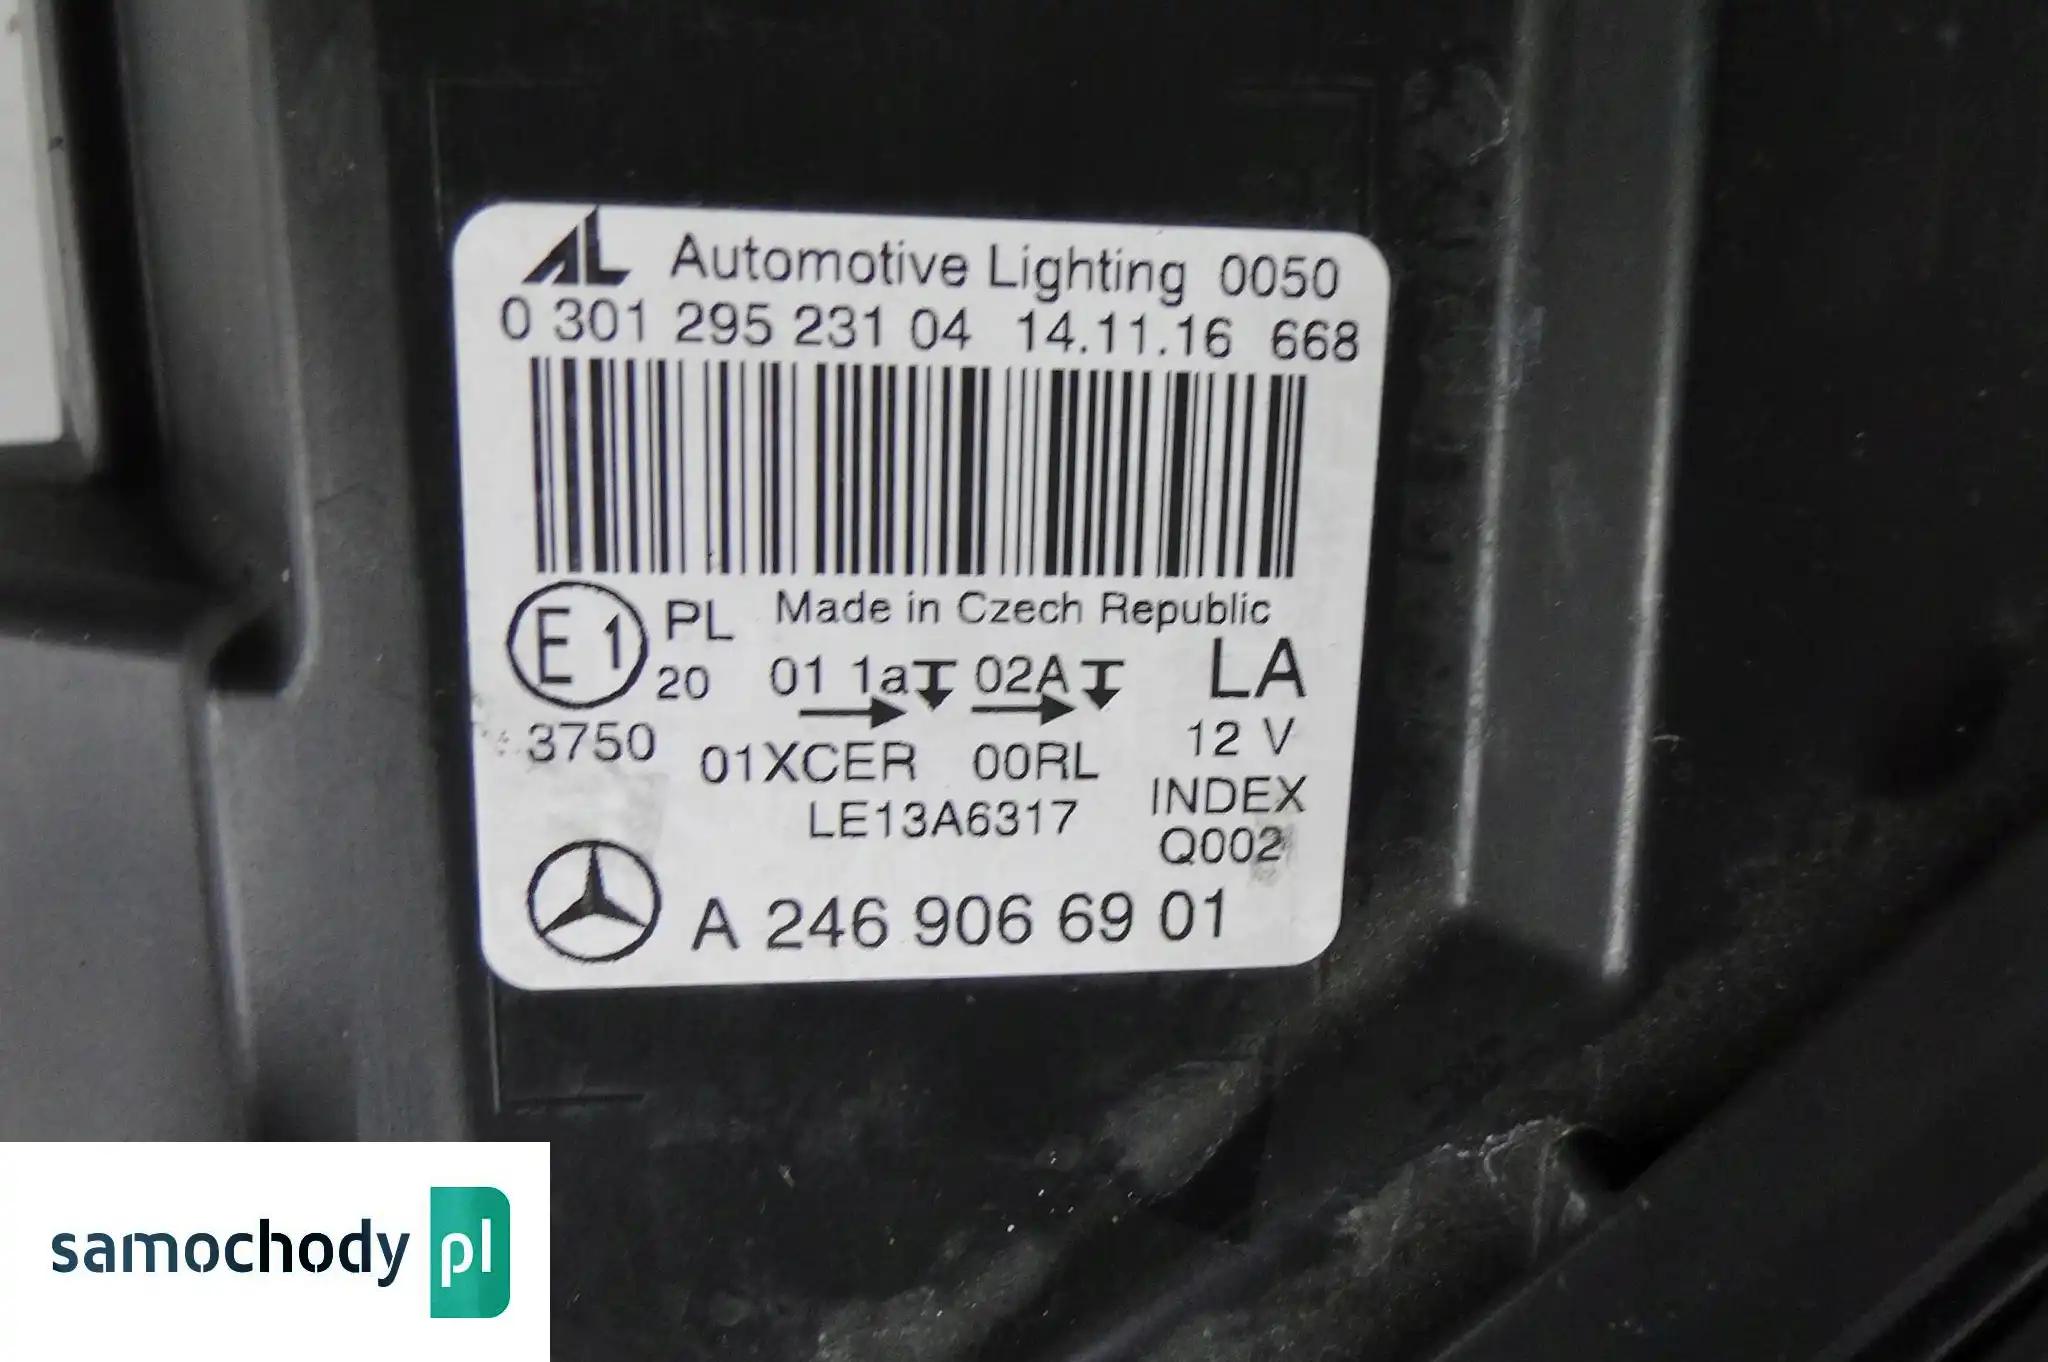 AL Automotive Lighting 0050
0 301 295 231 04 14.11.16 668
Made in Czech Republic
E1 PL
20 01 1a 02A LA
3750 01XCER 00RL 12 V
LE13A6317 INDEX
Q002
A 246 906 69 01
samochody pl